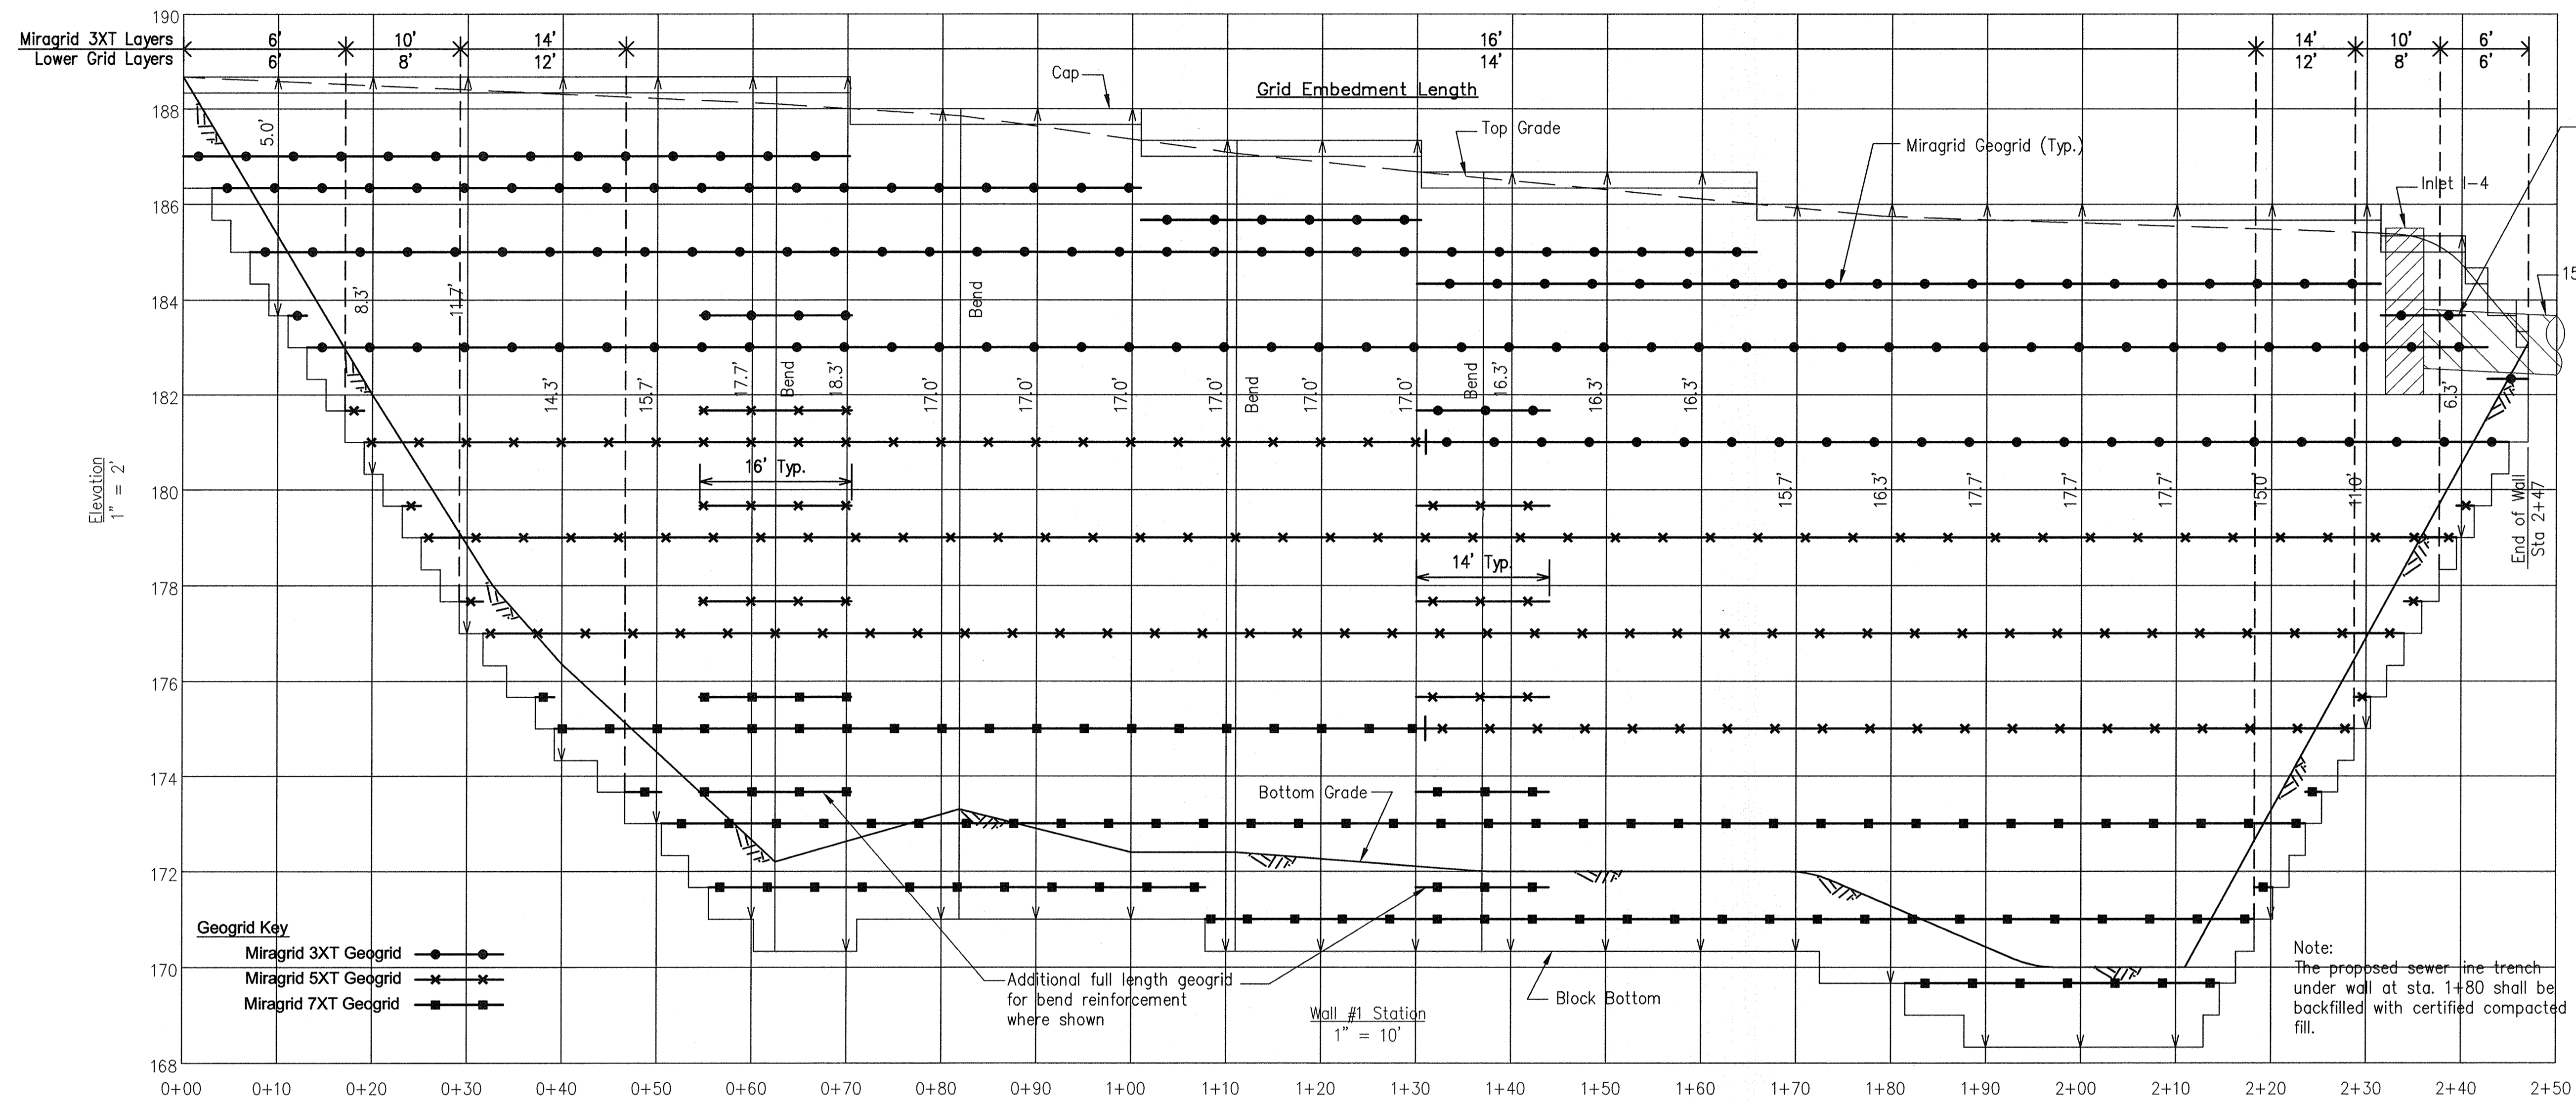 190
Miragrid 3XT Layers
Lower Grid Layers
6'
6'
10'
8'
14'
12'
16'
14'
14'
12'
10'
8'
6'
6'
Cap
Grid Embedment Length
188
Top Grade
Miragrid Geogrid (Typ.)
Inlet I-4
5.0'
186
184
8.3'
11.7'
Bend
15
182
14.3'
15.7'
17.7'
Bend
18.3'
17.0'
17.0'
17.0'
17.0'
Bend
17.0'
17.0'
Bend
16.3'
16.3'
16.3'
6.3'
16' Typ.
180
Elevation
1" = 2'
15.7'
16.3'
17.7'
17.7'
17.7'
15.0'
11.0'
End of Wall
Sta 2+47
14' Typ.
178
176
174
Bottom Grade
172
170
168
Geogrid Key
Miragrid 3XT Geogrid
Miragrid 5XT Geogrid
Miragrid 7XT Geogrid
Additional full length geogrid
for bend reinforcement
where shown
Block Bottom
Wall #1 Station
1" = 10'
Note:
The proposed sewer ine trench
under wall at sta. 1+80 shall be
backfilled with certified compacted
fill.
0+00 0+10 0+20 0+30 0+40 0+50 0+60 0+70 0+80 0+90 1+00 1+10 1+20 1+30 1+40 1+50 1+60 1+70 1+80 1+90 2+00 2+10 2+20 2+30 2+40 2+50